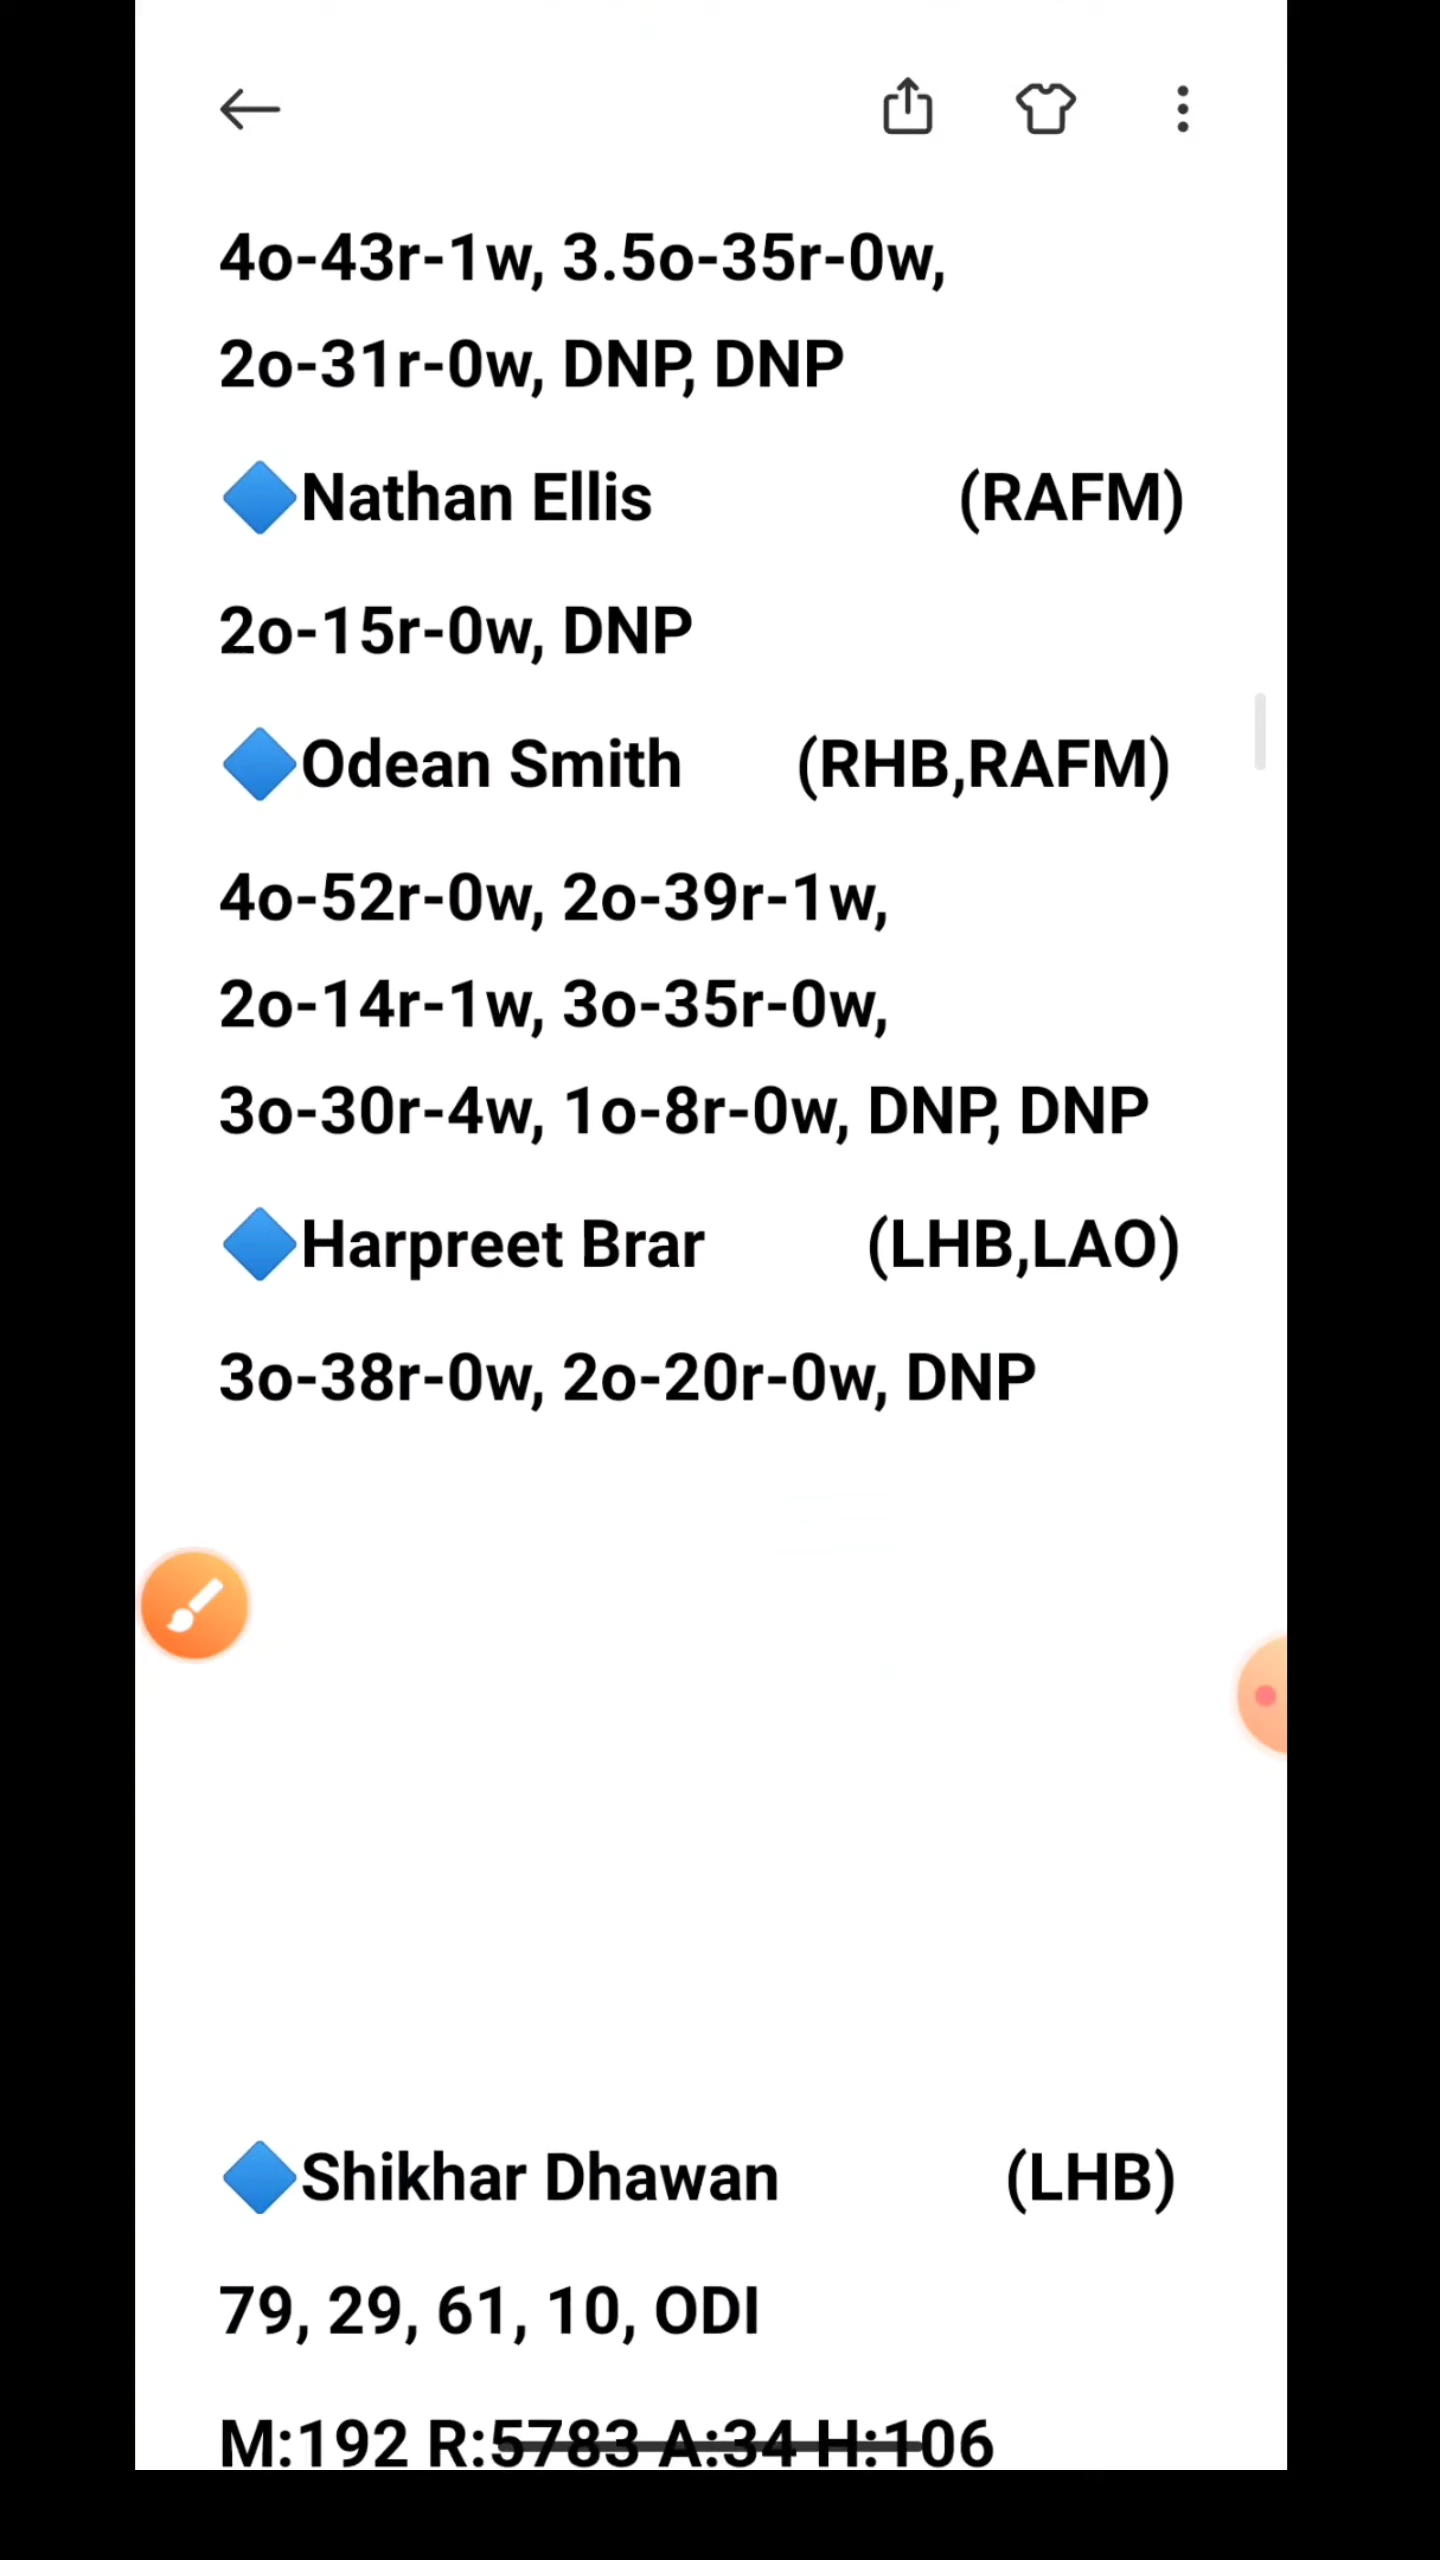 4o-43r-1w, 3.5o-35r-0w,
2o-31r-0w, DNP, DNP
🔷Nathan Ellis (RAFM)
2o-15r-0w, DNP
🔷Odean Smith (RHB,RAFM)
4o-52r-0w, 2o-39r-1w,
2o-14r-1w, 3o-35r-0w,
3o-30r-4w, 1o-8r-0w, DNP, DNP
🔷Harpreet Brar (LHB,LAO)
3o-38r-0w, 2o-20r-0w, DNP
🔷Shikhar Dhawan (LHB)
79, 29, 61, 10, ODI
M:192 R:5783 A:34 H:106